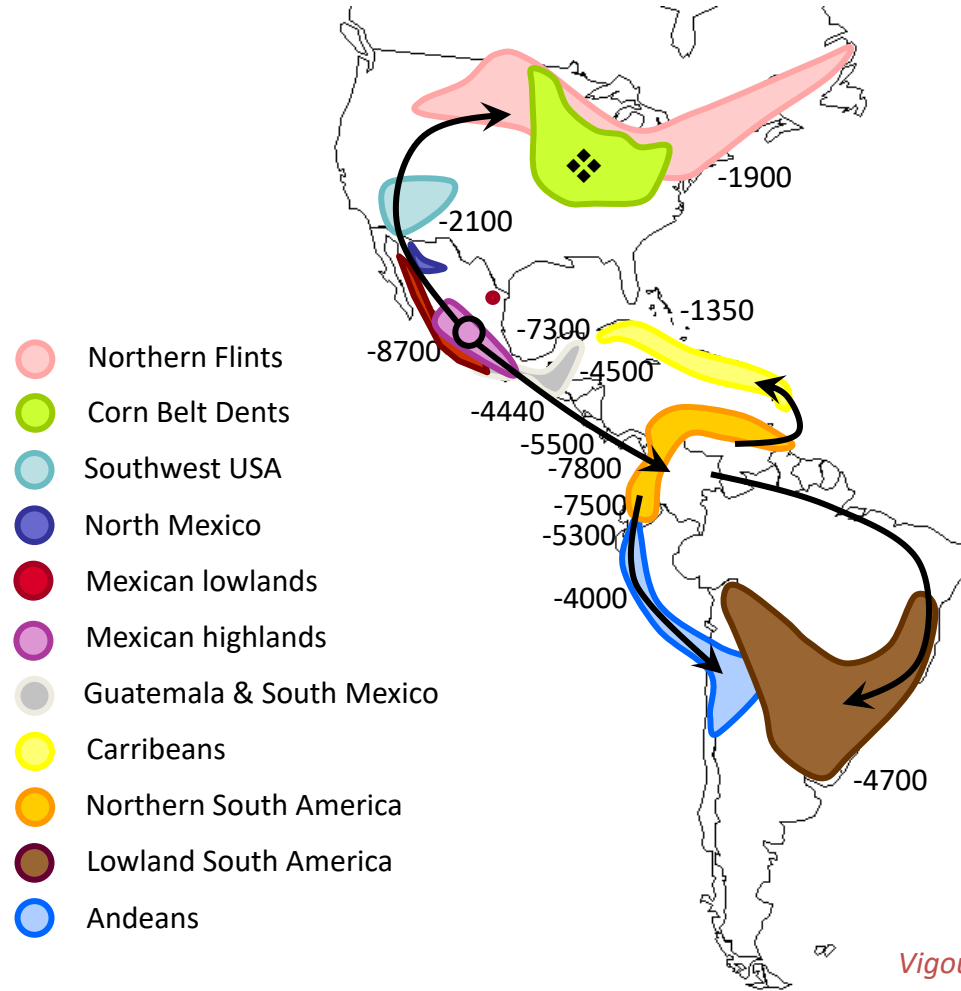 -1900
-2100
-1350
-7300
-8700
-4500
-4440
-5500
-7800
-7500
-5300
-4000
-4700
Northern Flints
Corn Belt Dents
Southwest USA
North Mexico
Mexican lowlands
Mexican highlands
Guatemala & South Mexico
Carribeans
Northern South America
Lowland South America
Andeans
Vigou